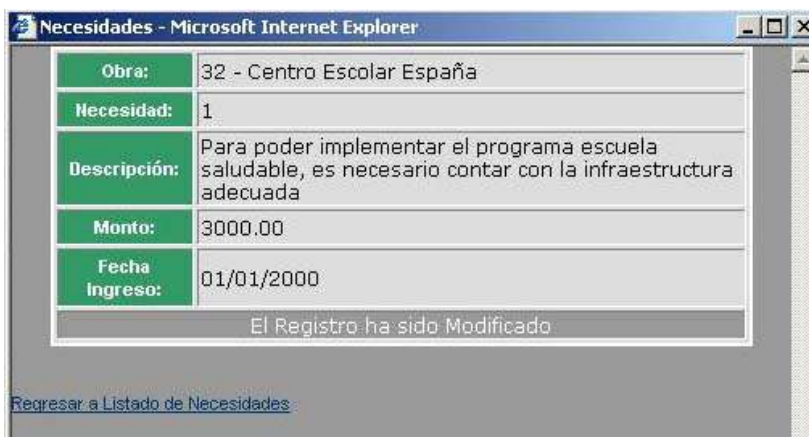 Necesidades - Microsoft Internet Explorer
Obra: 32 - Centro Escolar España
Necesidad: 1
Descripción: Para poder implementar el programa escuela
saludable, es necesario contar con la infraestructura
adecuada
Monto: 3000.00
Fecha
Ingreso: 01/01/2000
El Registro ha sido Modificado
Regresar a Listado de Necesidades